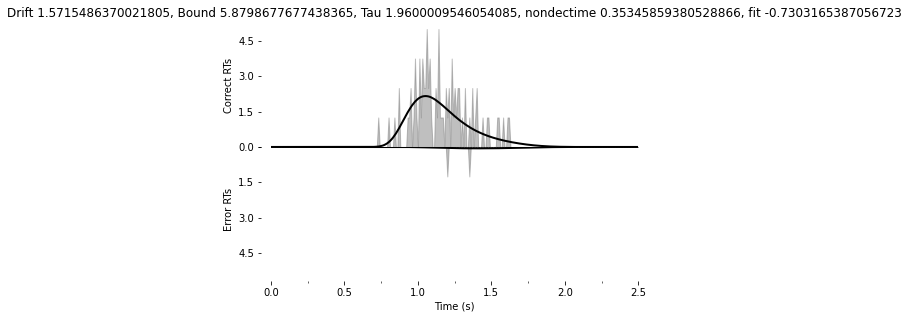 Drift 1.5715486370021805, Bound 5.8798677677438365, Tau 1.9600009546054085, nondectime 0.35345859380528866, fit -0.7303165387056723
4.5
3.0
1.5
0.0
1.5
3.0
4.5
Correct RTs
Error RTs
0.0 0.5 1.0 1.5 2.0 2.5
Time (s)